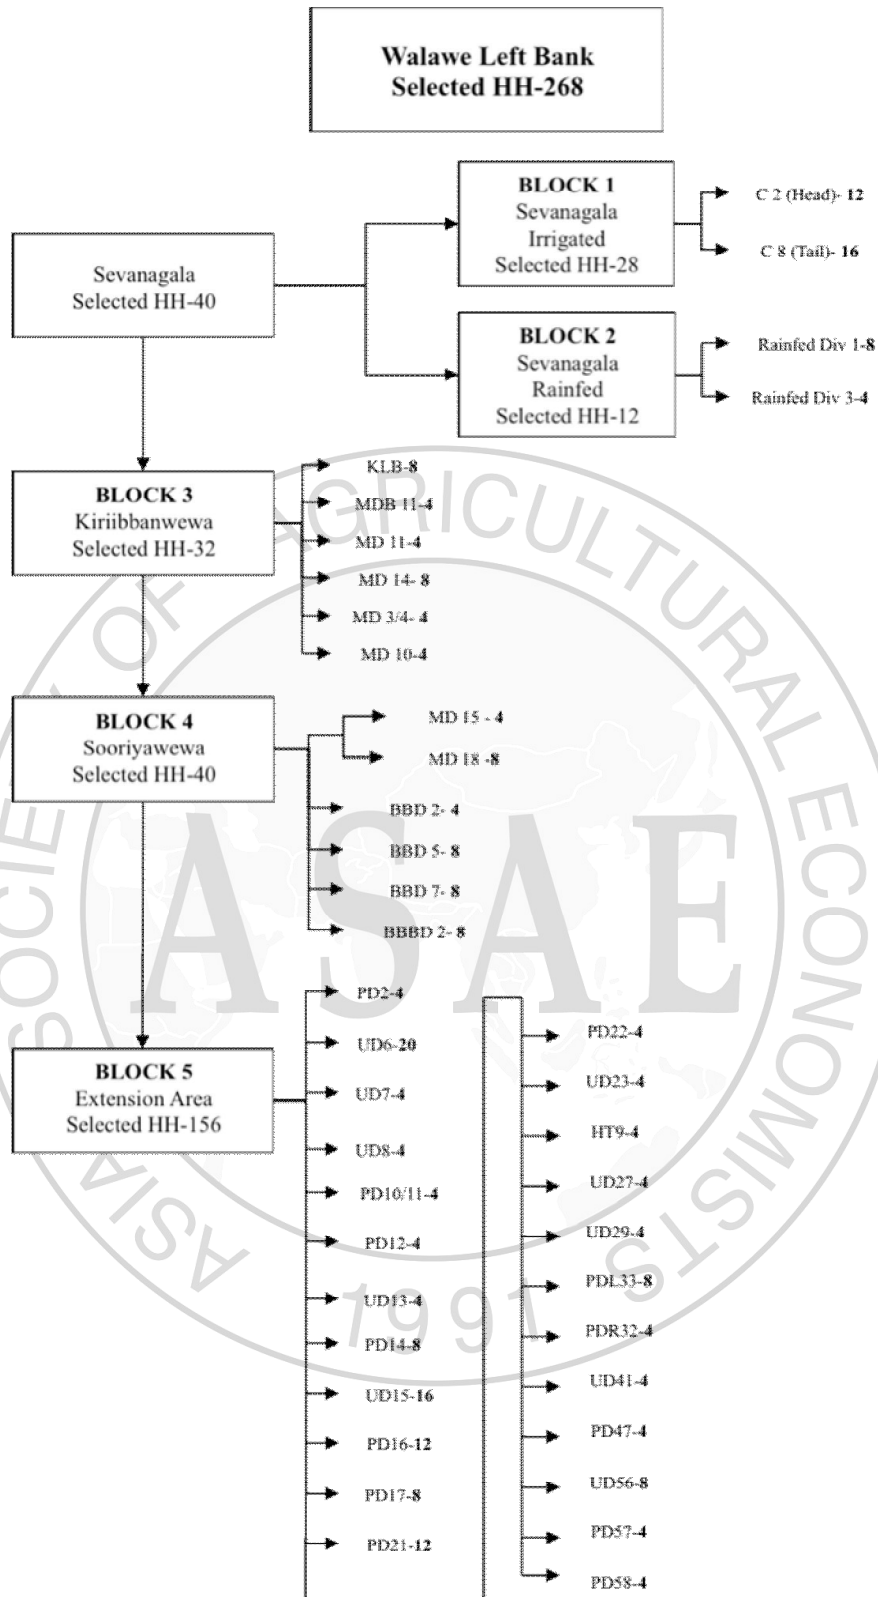 Walawe Left Bank
Selected HH-268
BLOCK 1
Sevanagala
Irrigated
Selected HH-28
C 2 (Head)- 12
C 8 (Tail)- 16
Sevanagala
Selected HH-40
BLOCK 2
Sevanagala
Rainfed
Selected HH-12
Rainfed Div 1-8
Rainfed Div 3-4
BLOCK 3
Kiriibbanwewa
Selected HH-32
KLB-8
MDB 11-4
MD 11-4
MD 14- 8
MD 3/4- 4
MD 10-4
BLOCK 4
Sooriyawewa
Selected HH-40
MD 15 - 4
MD 18 -8
BBD 2- 4
BBD 5- 8
BBD 7- 8
BBBD 2- 8
BLOCK 5
Extension Area
Selected HH-156
PD2-4
UD6-20
UD7-4
UD8-4
PD10/11-4
PD12-4
UD13-4
PD14-8
UD15-16
PD16-12
PD17-8
PD21-12
PD22-4
UD23-4
HT9-4
UD27-4
UD29-4
PDL33-8
PDR32-4
UD41-4
PD47-4
UD56-8
PD57-4
PD58-4
ASIA SOCIETY OF AGRICULTURAL ECONOMISTS
ASAE
1991